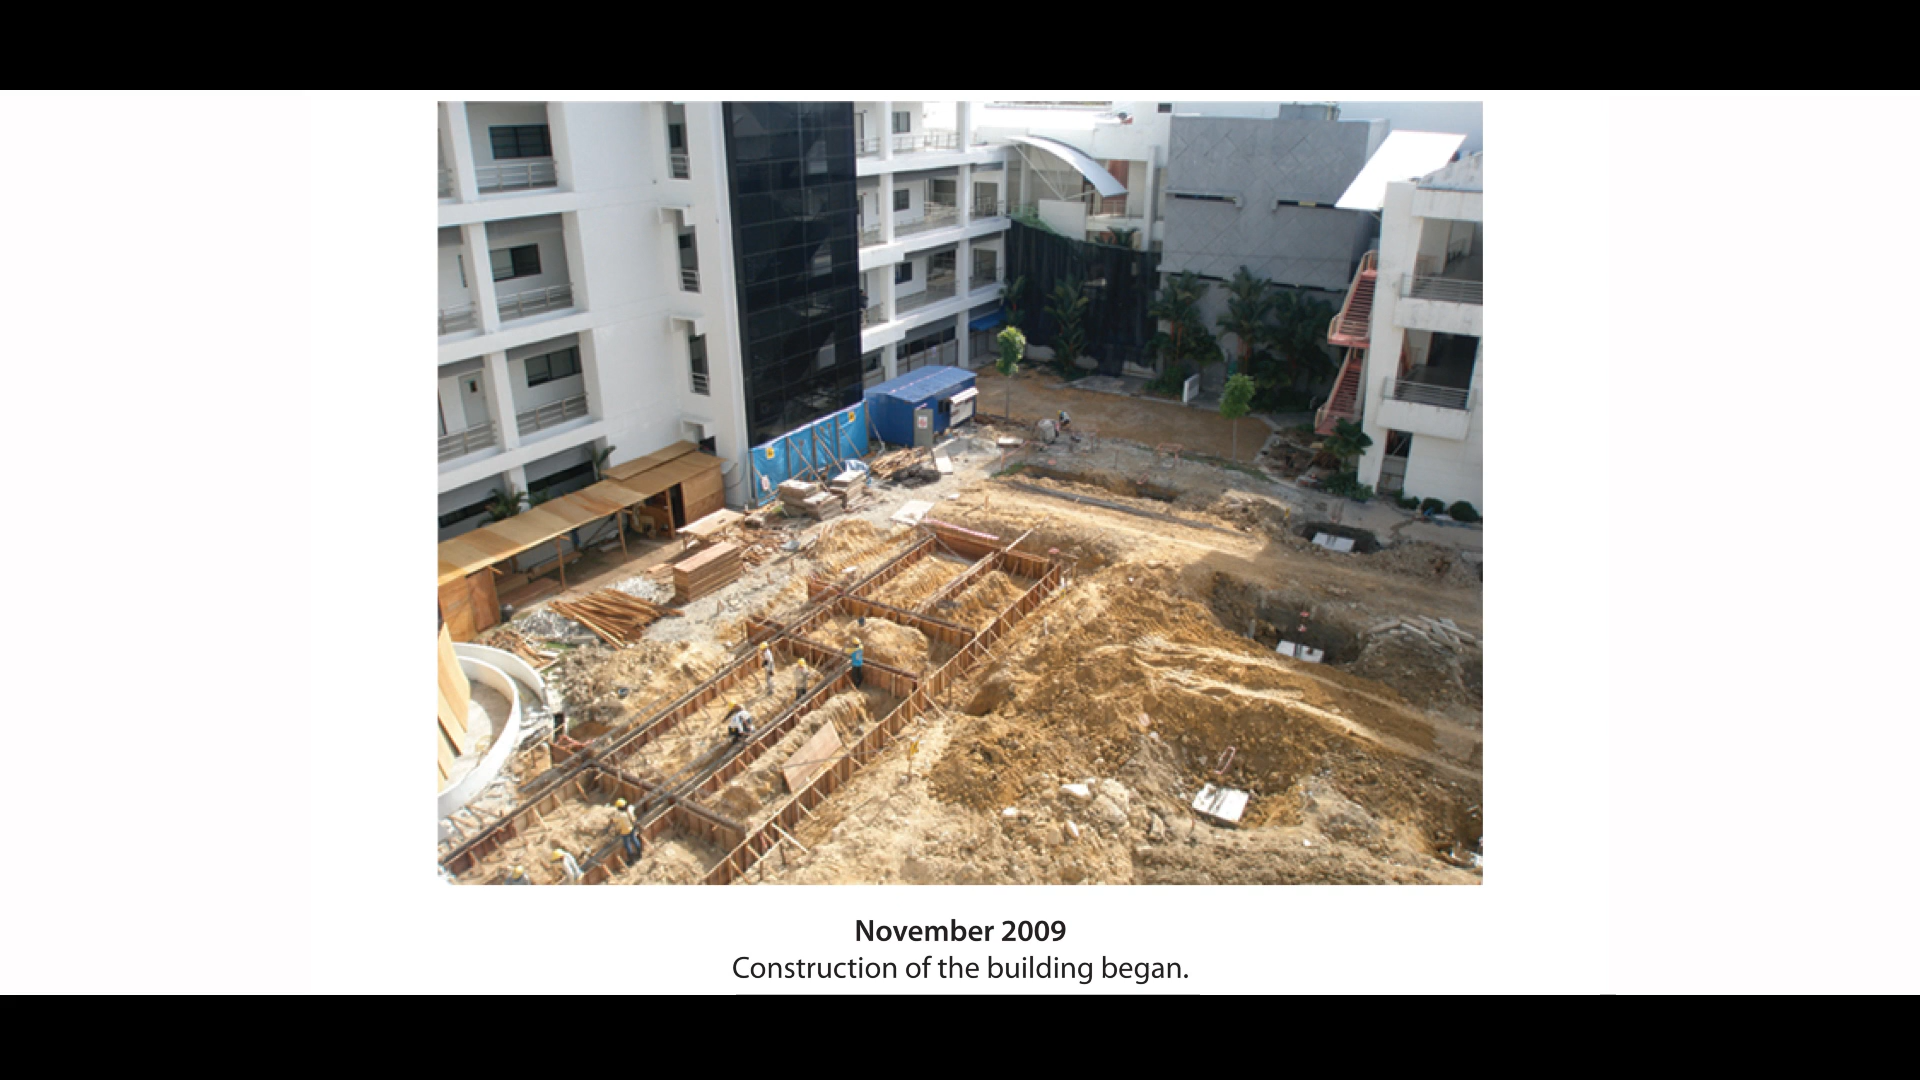 November 2009
Construction of the building began.